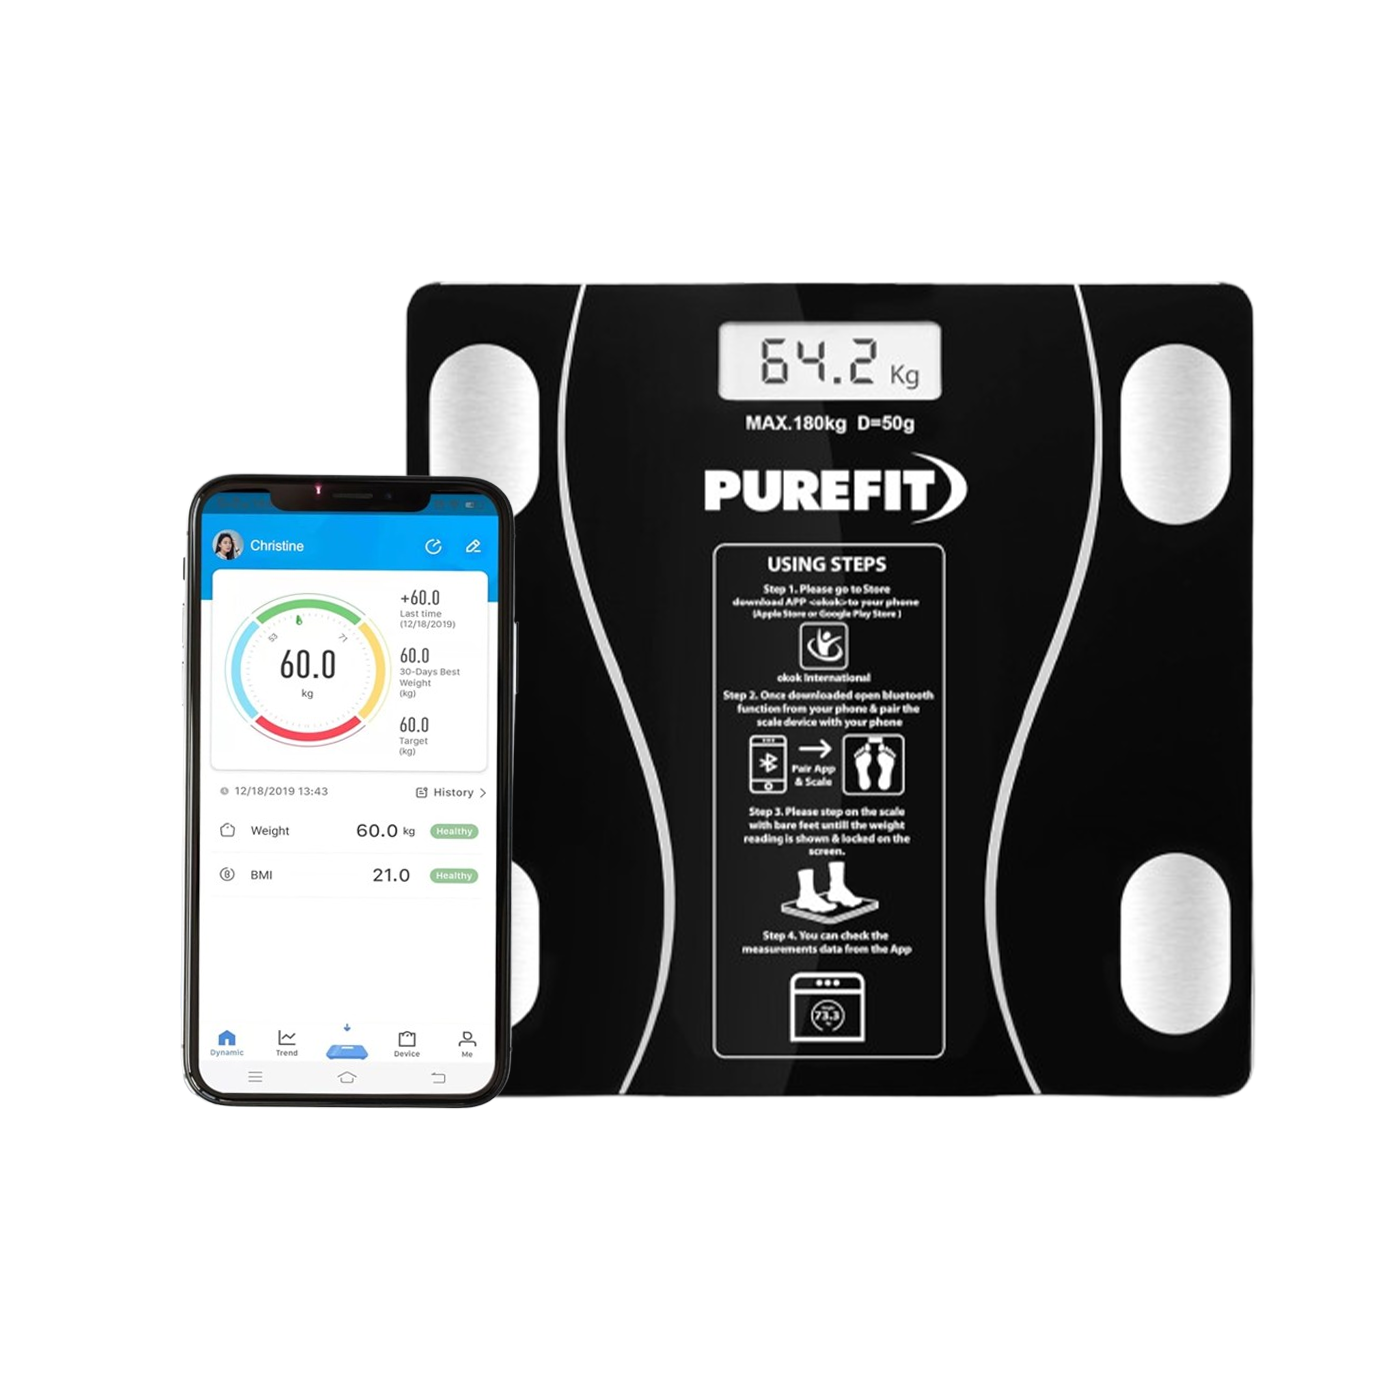 64.2 Kg
MAX.180kg D=50g
PUREFIT
USING STEPS
Step 1. Please go to Store
download APP <okok> to your phone
(Apple Store or Google Play Store )
okok International
Step 2. Once downloaded open bluetooth
function from your phone & pair the
scale device with your phone
Pair App
& Scale
Step 3. Please step on the scale
with bare feet untill the weight
reading is shown & locked on the
screen.
Step 4. You can check the
measurements data from the App
73.3
Christine
53
71
60.0
kg
+60.0
Last time
(12/18/2019)
60.0
30-Days Best
Weight
(kg)
60.0
Target
(kg)
12/18/2019 13:43
History
Weight 60.0 kg Healthy
BMI 21.0 Healthy
Dynamic
Trend
Device
Me